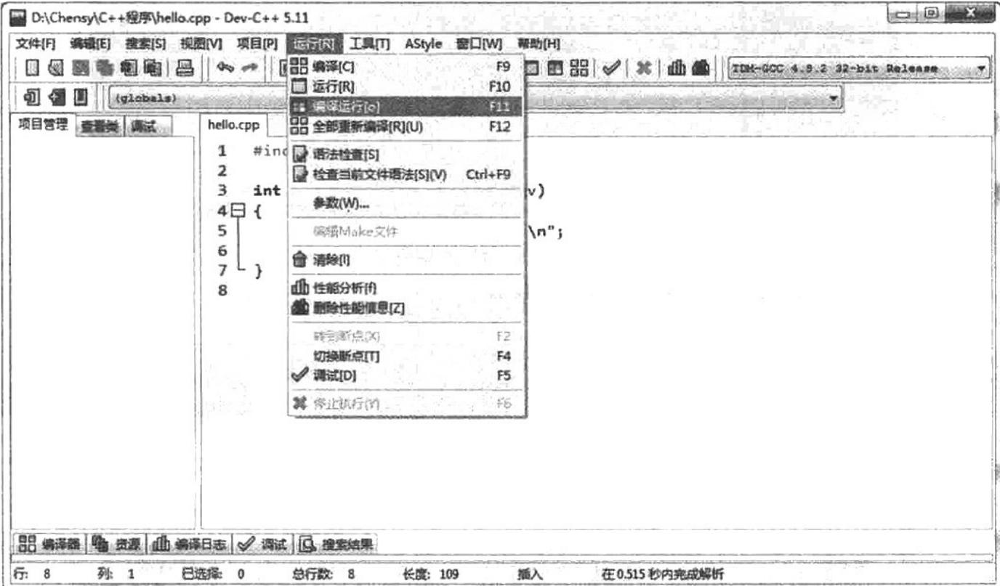 D:\Chensy\C++程序\hello.cpp - Dev-C++ 5.11
文件[F] 编辑[E] 搜索[S] 视图[V] 项目[P] 运行[R] 工具[T] AStyle 窗口[W] 帮助[H]
TDM-GCC 4.9.2 32-bit Release
(globals)
项目管理 查看类 调试
hello.cpp
编译[C] F9
运行[R] F10
编译运行[o] F11
全部重新编译[R](U) F12
语法检查[S]
检查当前文件语法[S](V) Ctrl+F9
参数(W)...
编辑Make文件
清除[l]
性能分析[f]
删除性能信息[Z]
转到断点(X) F2
切换断点[T] F4
调试[D] F5
停止执行(Y) F6
1 #inc
2
3 int v)
4 {
5 \n";
6
7 }
8
编译器 资源 编译日志 调试 搜索结果
行: 8 列: 1 已选择: 0 总行数: 8 长度: 109 插入 在 0.515 秒内完成解析